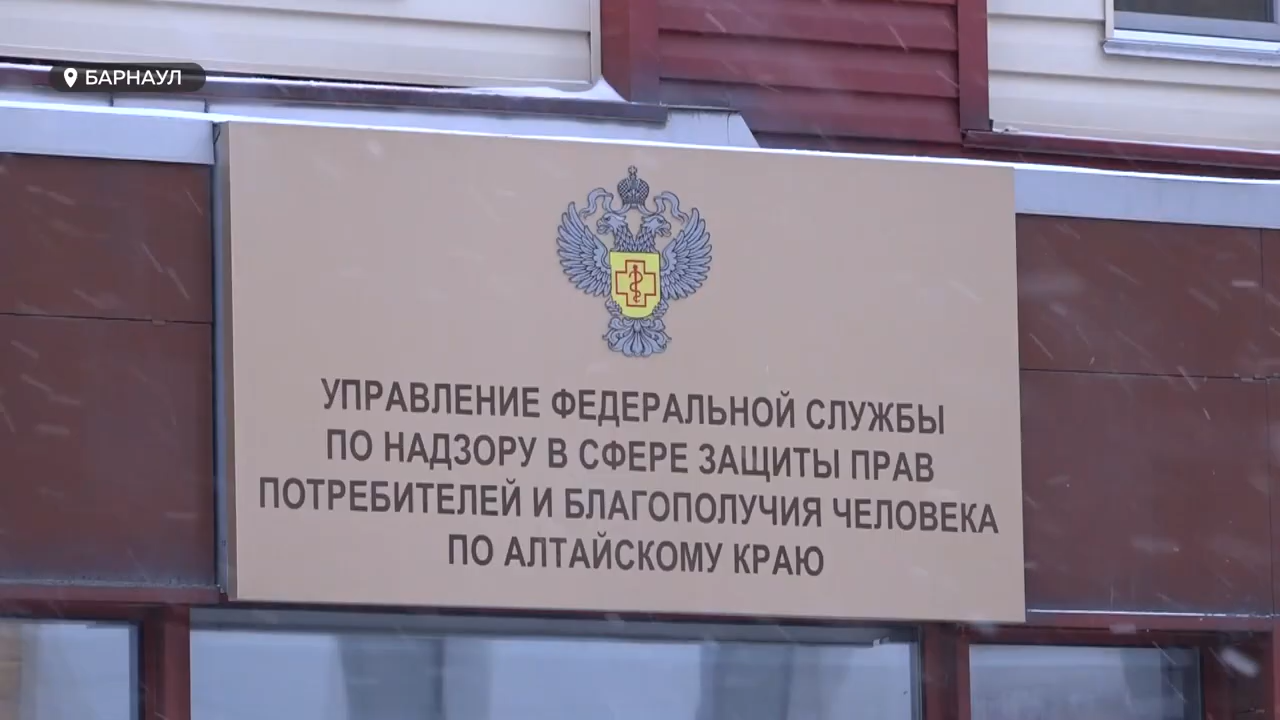 БАРНАУЛ
УПРАВЛЕНИЕ ФЕДЕРАЛЬНОЙ СЛУЖБЫ
ПО НАДЗОРУ В СФЕРЕ ЗАЩИТЫ ПРАВ
ПОТРЕБИТЕЛЕЙ И БЛАГОПОЛУЧИЯ ЧЕЛОВЕКА
ПО АЛТАЙСКОМУ КРАЮ